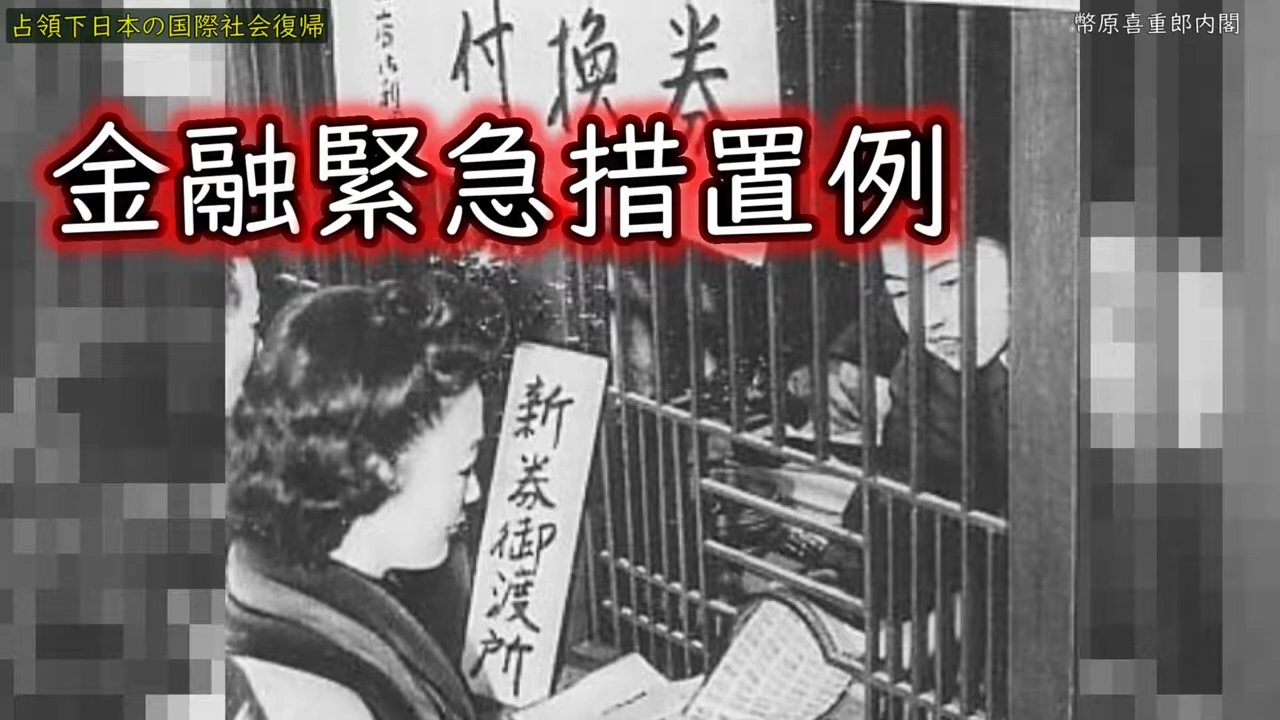 占領下日本の国際社会復帰
幣原喜重郎内閣
付換券
金融緊急措置例
新券御渡所